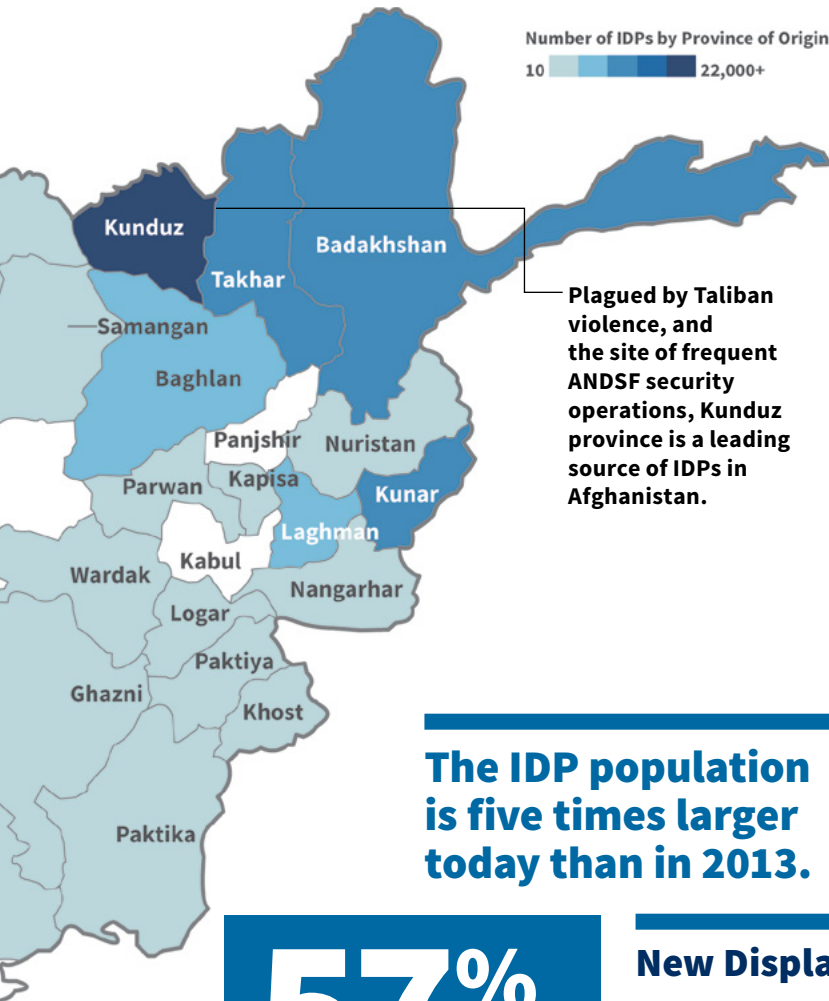 Number of IDPs by Province of Origin
10 22,000+
Kunduz
Badakhshan
Takhar
Samangan
Baghlan
Panjshir
Nuristan
Parwan
Kapisa
Kunar
Laghman
Kabul
Wardak
Nangarhar
Logar
Paktiya
Ghazni
Khost
Paktika
Plagued by Taliban
violence, and
the site of frequent
ANDSF security
operations, Kunduz
province is a leading
source of IDPs in
Afghanistan.
The IDP population
is five times larger
today than in 2013.
57%
New Displa